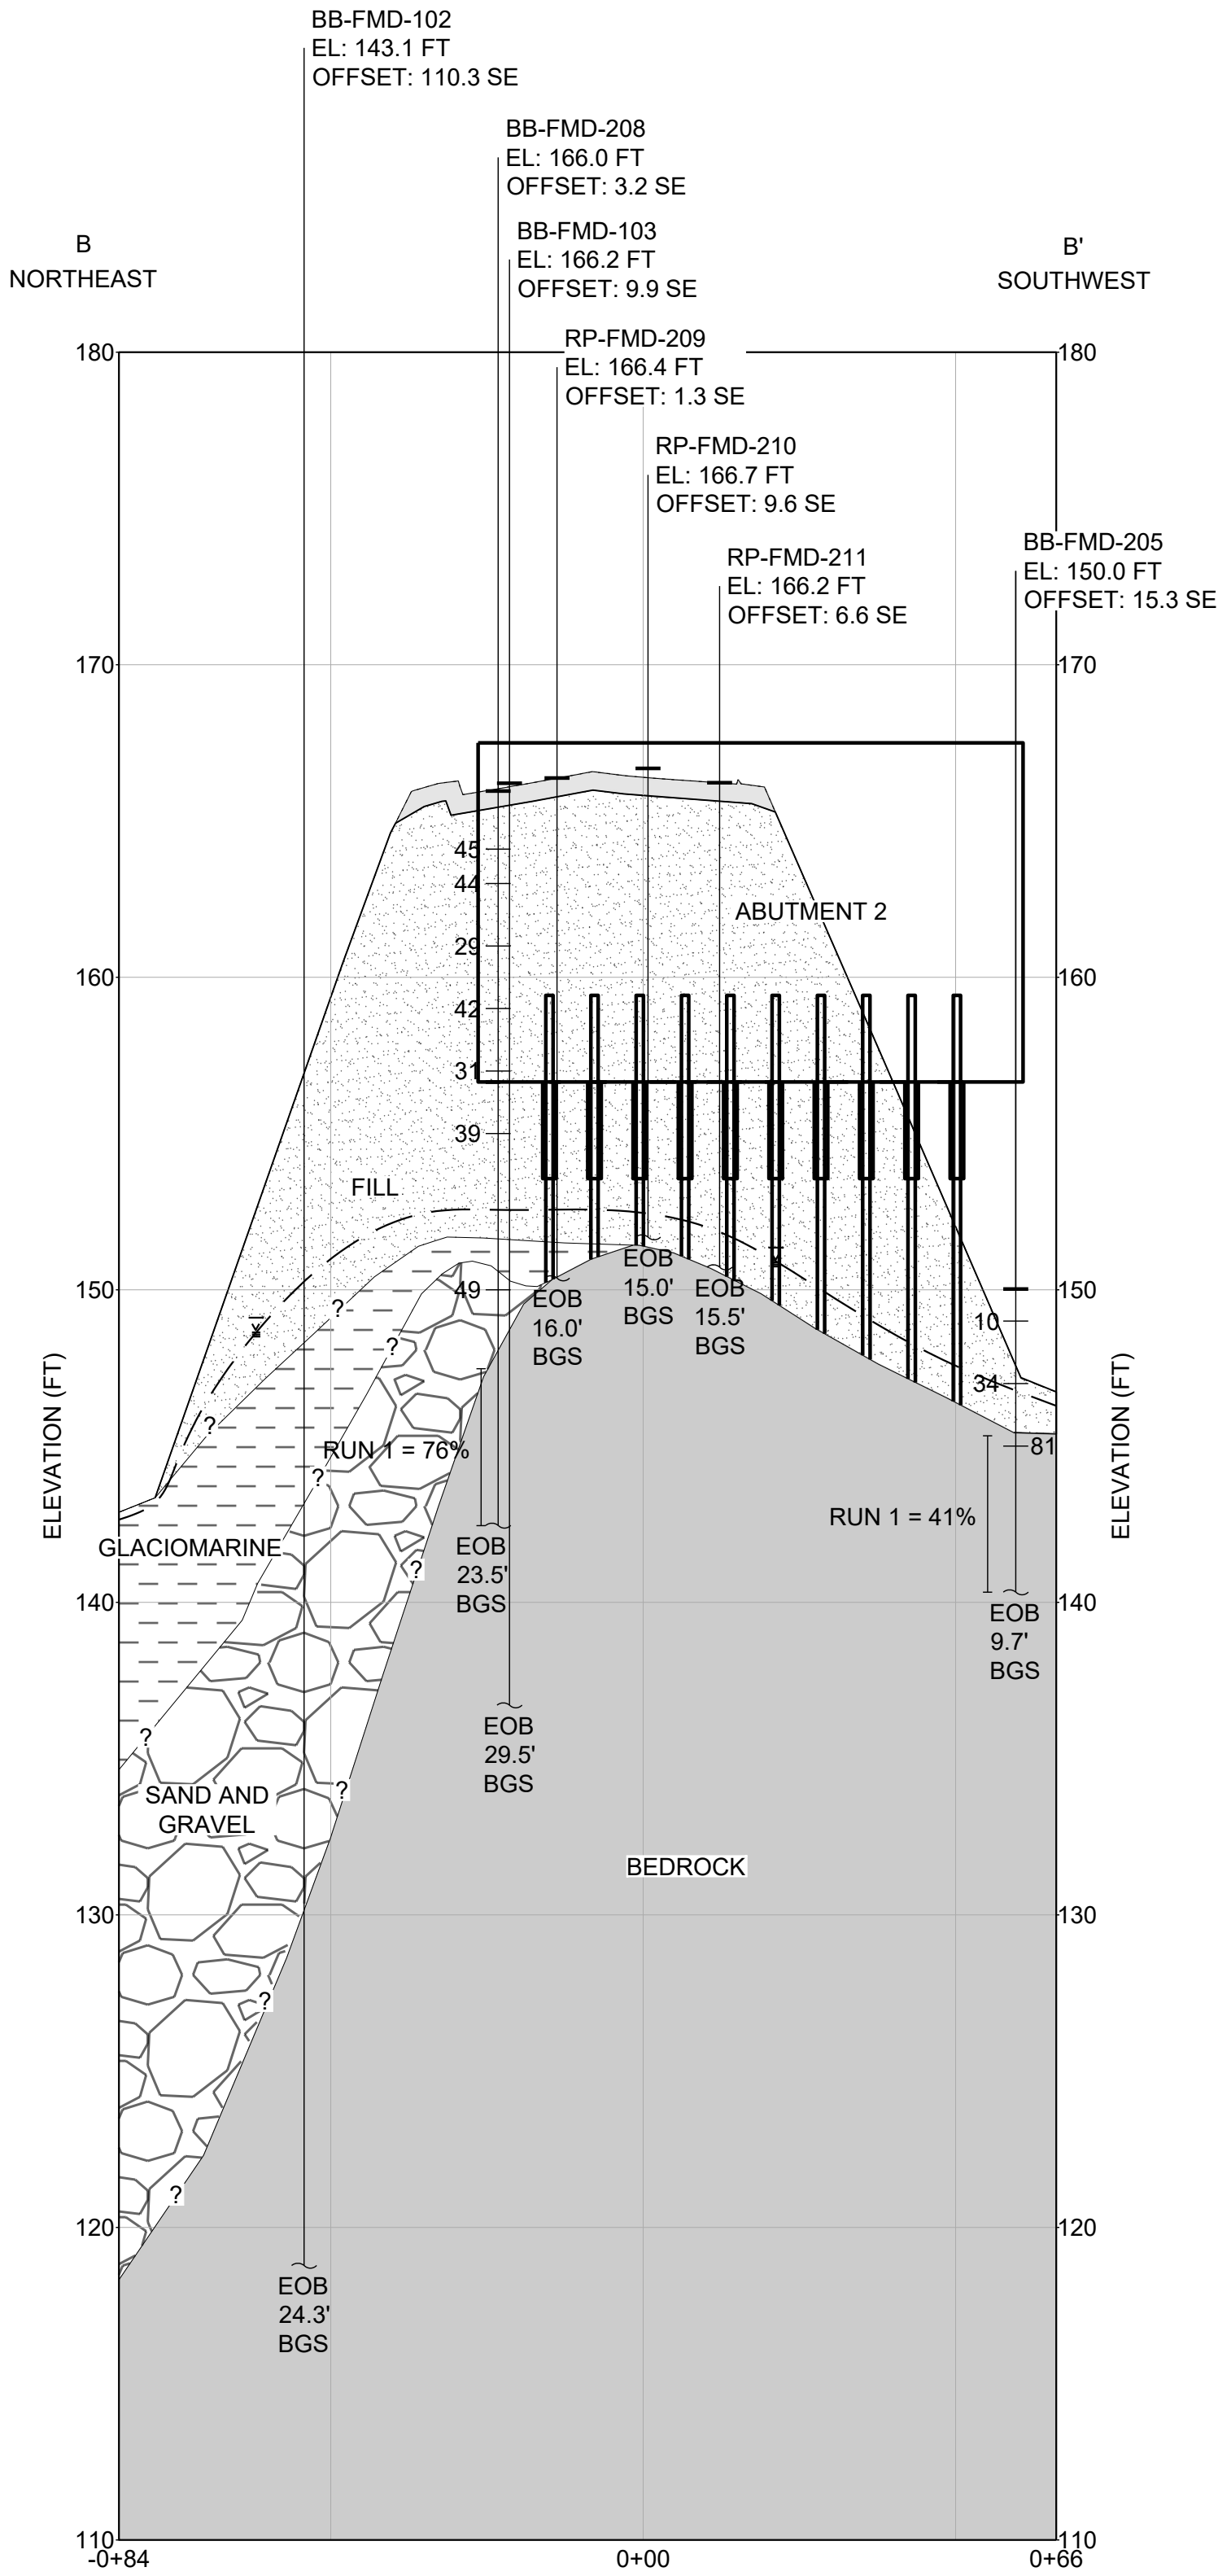 BB-FMD-102
EL: 143.1 FT
OFFSET: 110.3 SE
BB-FMD-208
EL: 166.0 FT
OFFSET: 3.2 SE
BB-FMD-103
EL: 166.2 FT
OFFSET: 9.9 SE
B
NORTHEAST
B'
SOUTHWEST
RP-FMD-209
EL: 166.4 FT
OFFSET: 1.3 SE
RP-FMD-210
EL: 166.7 FT
OFFSET: 9.6 SE
RP-FMD-211
EL: 166.2 FT
OFFSET: 6.6 SE
BB-FMD-205
EL: 150.0 FT
OFFSET: 15.3 SE
180
180
170
170
45
44
ABUTMENT 2
29
160
160
42
31
39
FILL
150
49
150
EOB
15.0'
BGS
EOB
16.0'
BGS
EOB
15.5'
BGS
10
34
81
?
?
?
?
RUN 1 = 76%
RUN 1 = 41%
ELEVATION (FT)
ELEVATION (FT)
GLACIOMARINE
EOB
23.5'
BGS
?
140
140
EOB
9.7'
BGS
EOB
29.5'
BGS
?
SAND AND
GRAVEL
?
BEDROCK
130
130
?
?
120
120
EOB
24.3'
BGS
110
110
-0+84
0+00
0+66